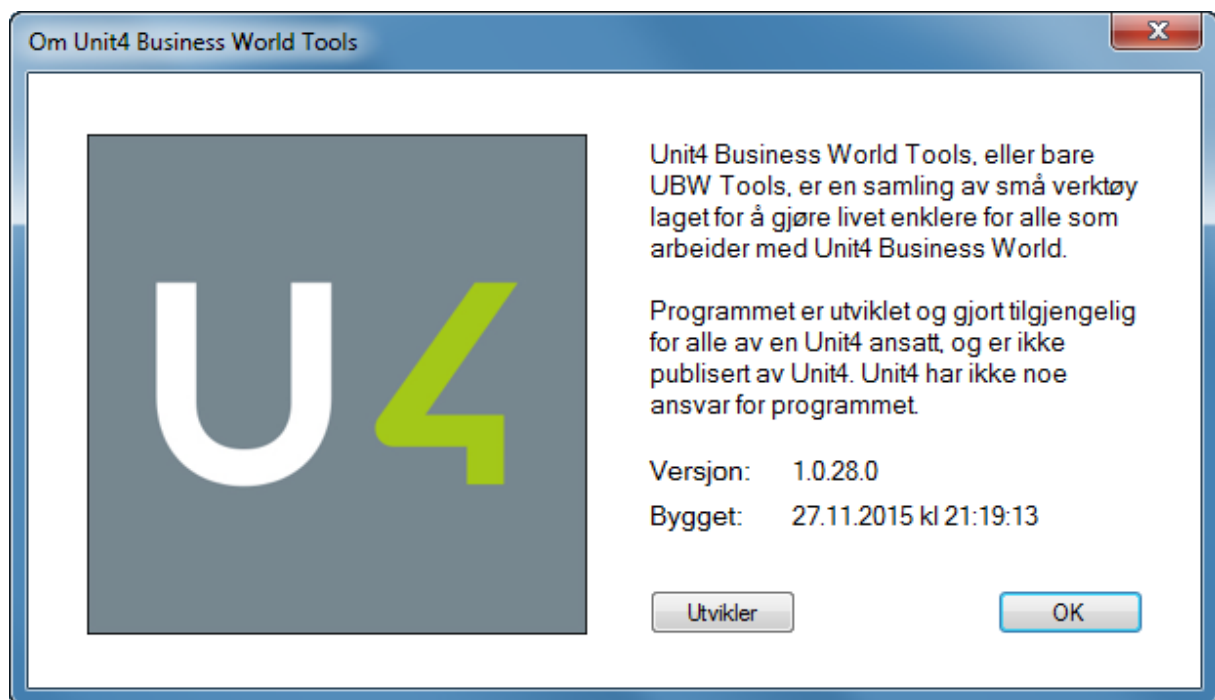 Om Unit4 Business World Tools
U4
Unit4 Business World Tools, eller bare
UBW Tools, er en samling av små verktøy
laget for å gjøre livet enklere for alle som
arbeider med Unit4 Business World.
Programmet er utviklet og gjort tilgjengelig
for alle av en Unit4 ansatt, og er ikke
publisert av Unit4. Unit4 har ikke noe
ansvar for programmet.
Versjon: 1.0.28.0
Bygget: 27.11.2015 kl 21:19:13
Utvikler OK